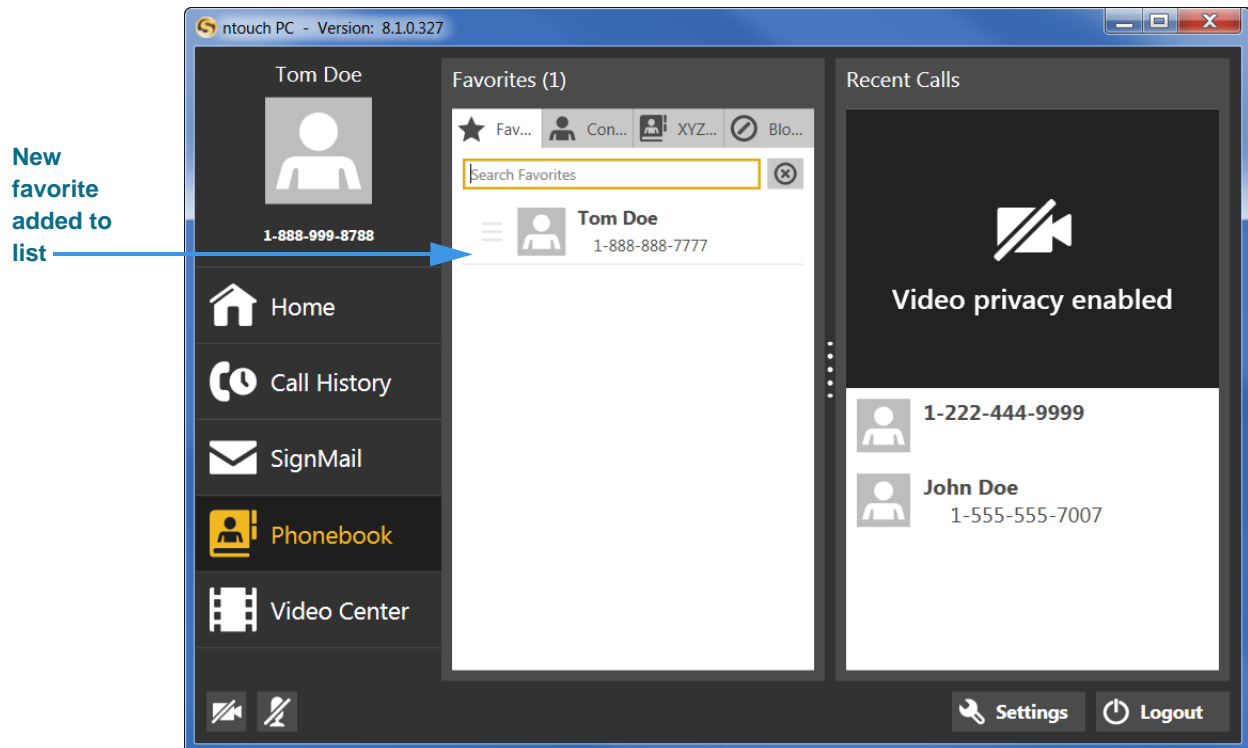 ntouch PC - Version: 8.1.0.327
New
favorite
added to
list
Tom Doe
1-888-999-8788
Home
Call History
SignMail
Phonebook
Video Center
Favorites (1)
Fav... Con... XYZ... Blo...
Search Favorites
Tom Doe
1-888-888-7777
Recent Calls
Video privacy enabled
1-222-444-9999
John Doe
1-555-555-7007
Settings Logout